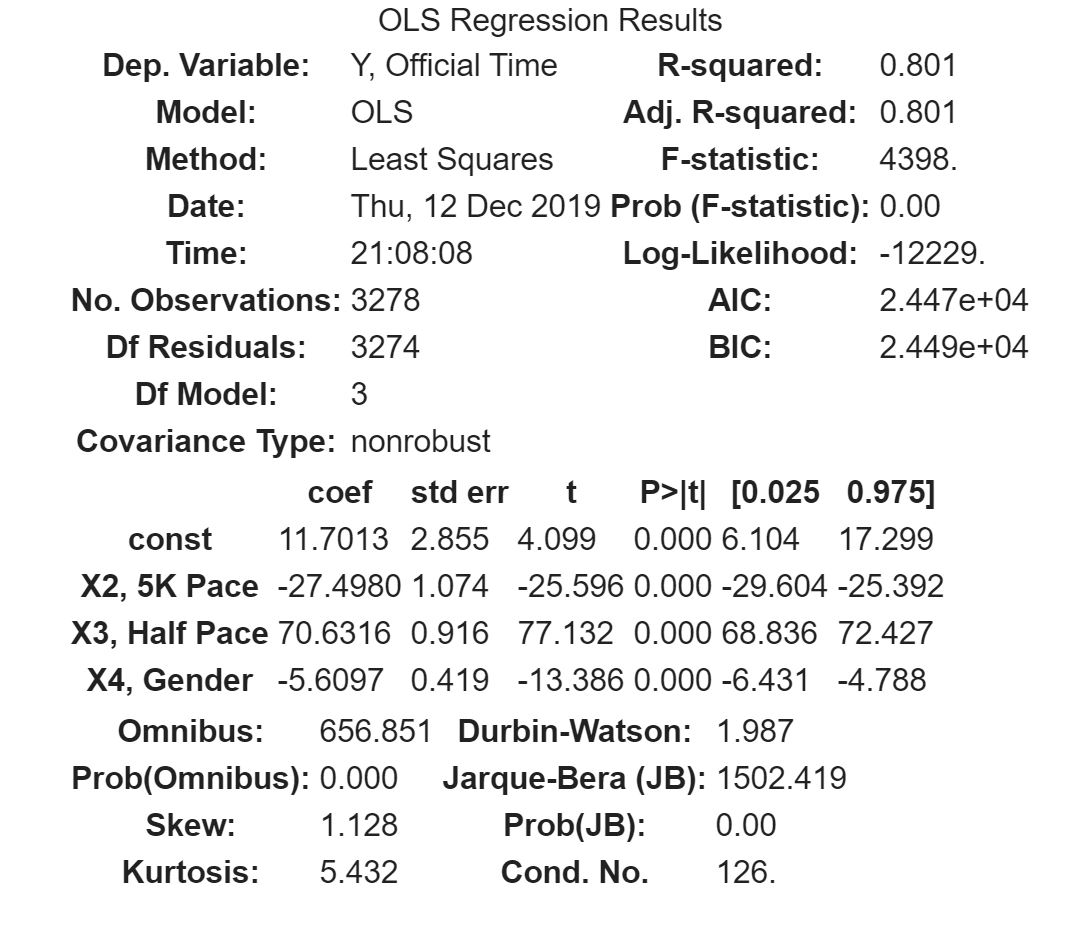 OLS Regression Results
Dep. Variable: Y, Official Time R-squared: 0.801
Model: OLS Adj. R-squared: 0.801
Method: Least Squares F-statistic: 4398.
Date: Thu, 12 Dec 2019 Prob (F-statistic): 0.00
Time: 21:08:08 Log-Likelihood: -12229.
No. Observations: 3278 AIC: 2.447e+04
Df Residuals: 3274 BIC: 2.449e+04
Df Model: 3
Covariance Type: nonrobust
coef std err t P>|t| [0.025 0.975]
const 11.7013 2.855 4.099 0.000 6.104 17.299
X2, 5K Pace -27.4980 1.074 -25.596 0.000 -29.604 -25.392
X3, Half Pace 70.6316 0.916 77.132 0.000 68.836 72.427
X4, Gender -5.6097 0.419 -13.386 0.000 -6.431 -4.788
Omnibus: 656.851 Durbin-Watson: 1.987
Prob(Omnibus): 0.000 Jarque-Bera (JB): 1502.419
Skew: 1.128 Prob(JB): 0.00
Kurtosis: 5.432 Cond. No. 126.